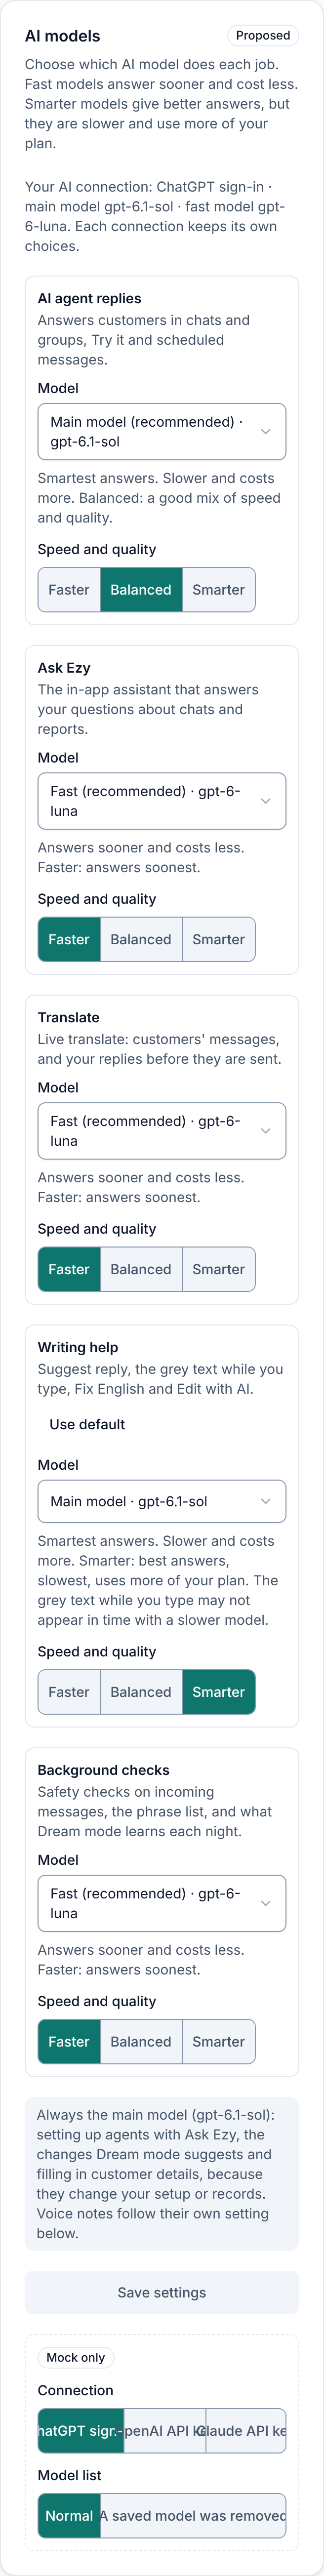 AI models
Proposed
Choose which AI model does each job.
Fast models answer sooner and cost less.
Smarter models give better answers, but
they are slower and use more of your
plan.
Your AI connection: ChatGPT sign-in ·
main model gpt-6.1-sol · fast model gpt-
6-luna. Each connection keeps its own
choices.
AI agent replies
Answers customers in chats and
groups, Try it and scheduled
messages.
Model
Main model (recommended) ·
gpt-6.1-sol
Smartest answers. Slower and costs
more. Balanced: a good mix of speed
and quality.
Speed and quality
Faster Balanced Smarter
Ask Ezy
The in-app assistant that answers
your questions about chats and
reports.
Model
Fast (recommended) · gpt-6-
luna
Answers sooner and costs less.
Faster: answers soonest.
Speed and quality
Faster Balanced Smarter
Translate
Live translate: customers' messages,
and your replies before they are sent.
Model
Fast (recommended) · gpt-6-
luna
Answers sooner and costs less.
Faster: answers soonest.
Speed and quality
Faster Balanced Smarter
Writing help
Suggest reply, the grey text while you
type, Fix English and Edit with AI.
Use default
Model
Main model · gpt-6.1-sol
Smartest answers. Slower and costs
more. Smarter: best answers,
slowest, uses more of your plan. The
grey text while you type may not
appear in time with a slower model.
Speed and quality
Faster Balanced Smarter
Background checks
Safety checks on incoming
messages, the phrase list, and what
Dream mode learns each night.
Model
Fast (recommended) · gpt-6-
luna
Answers sooner and costs less.
Faster: answers soonest.
Speed and quality
Faster Balanced Smarter
Always the main model (gpt-6.1-sol):
setting up agents with Ask Ezy, the
changes Dream mode suggests and
filling in customer details, because
they change your setup or records.
Voice notes follow their own setting
below.
Save settings
Mock only
Connection
API API
Model list
Normal A saved model was removed